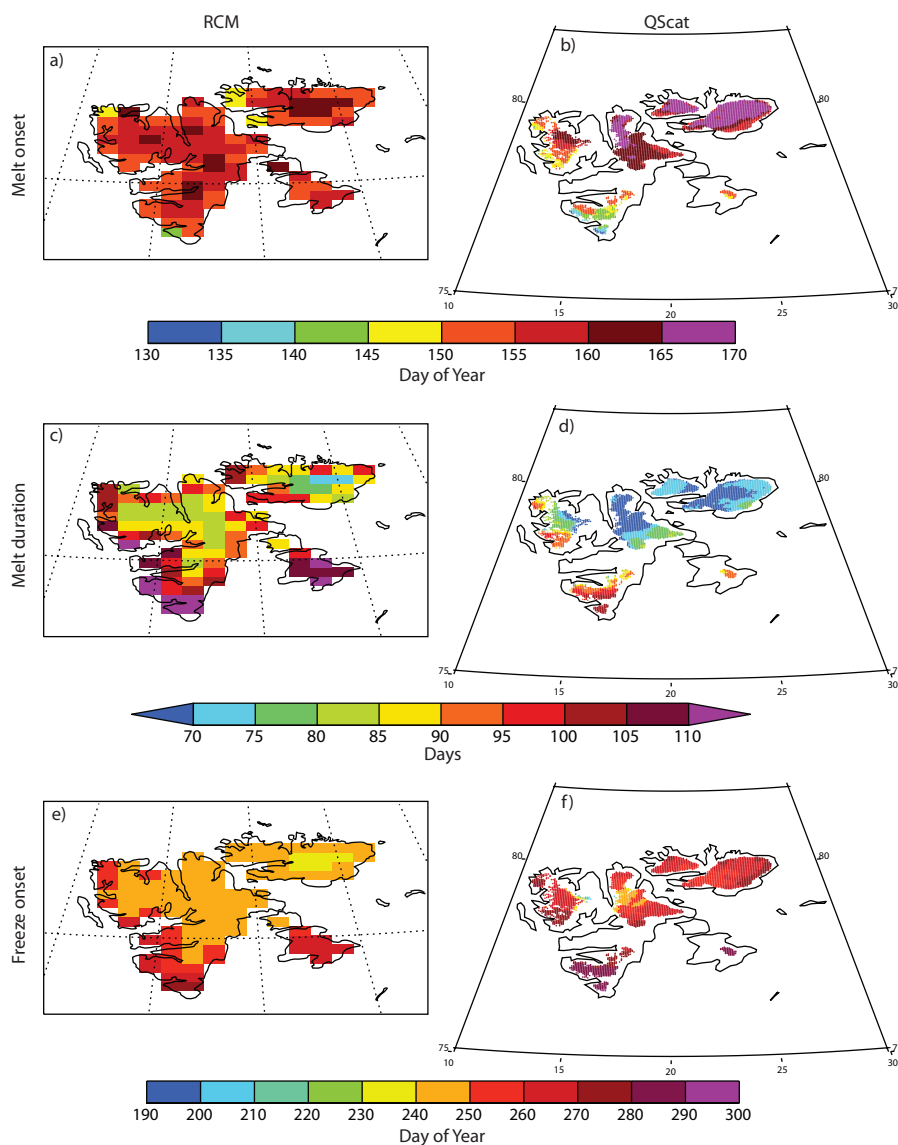 RCM QScat
a) b)
Melt onset
80 80
75 7
10 15 20 25 30
130 135 140 145 150 155 160 165 170
Day of Year
c) d)
Melt duration
80 80
75 7
10 15 20 25 30
70 75 80 85 90 95 100 105 110
Days
e) f)
Freeze onset
80 80
75 7
10 15 20 25 30
190 200 210 220 230 240 250 260 270 280 290 300
Day of Year